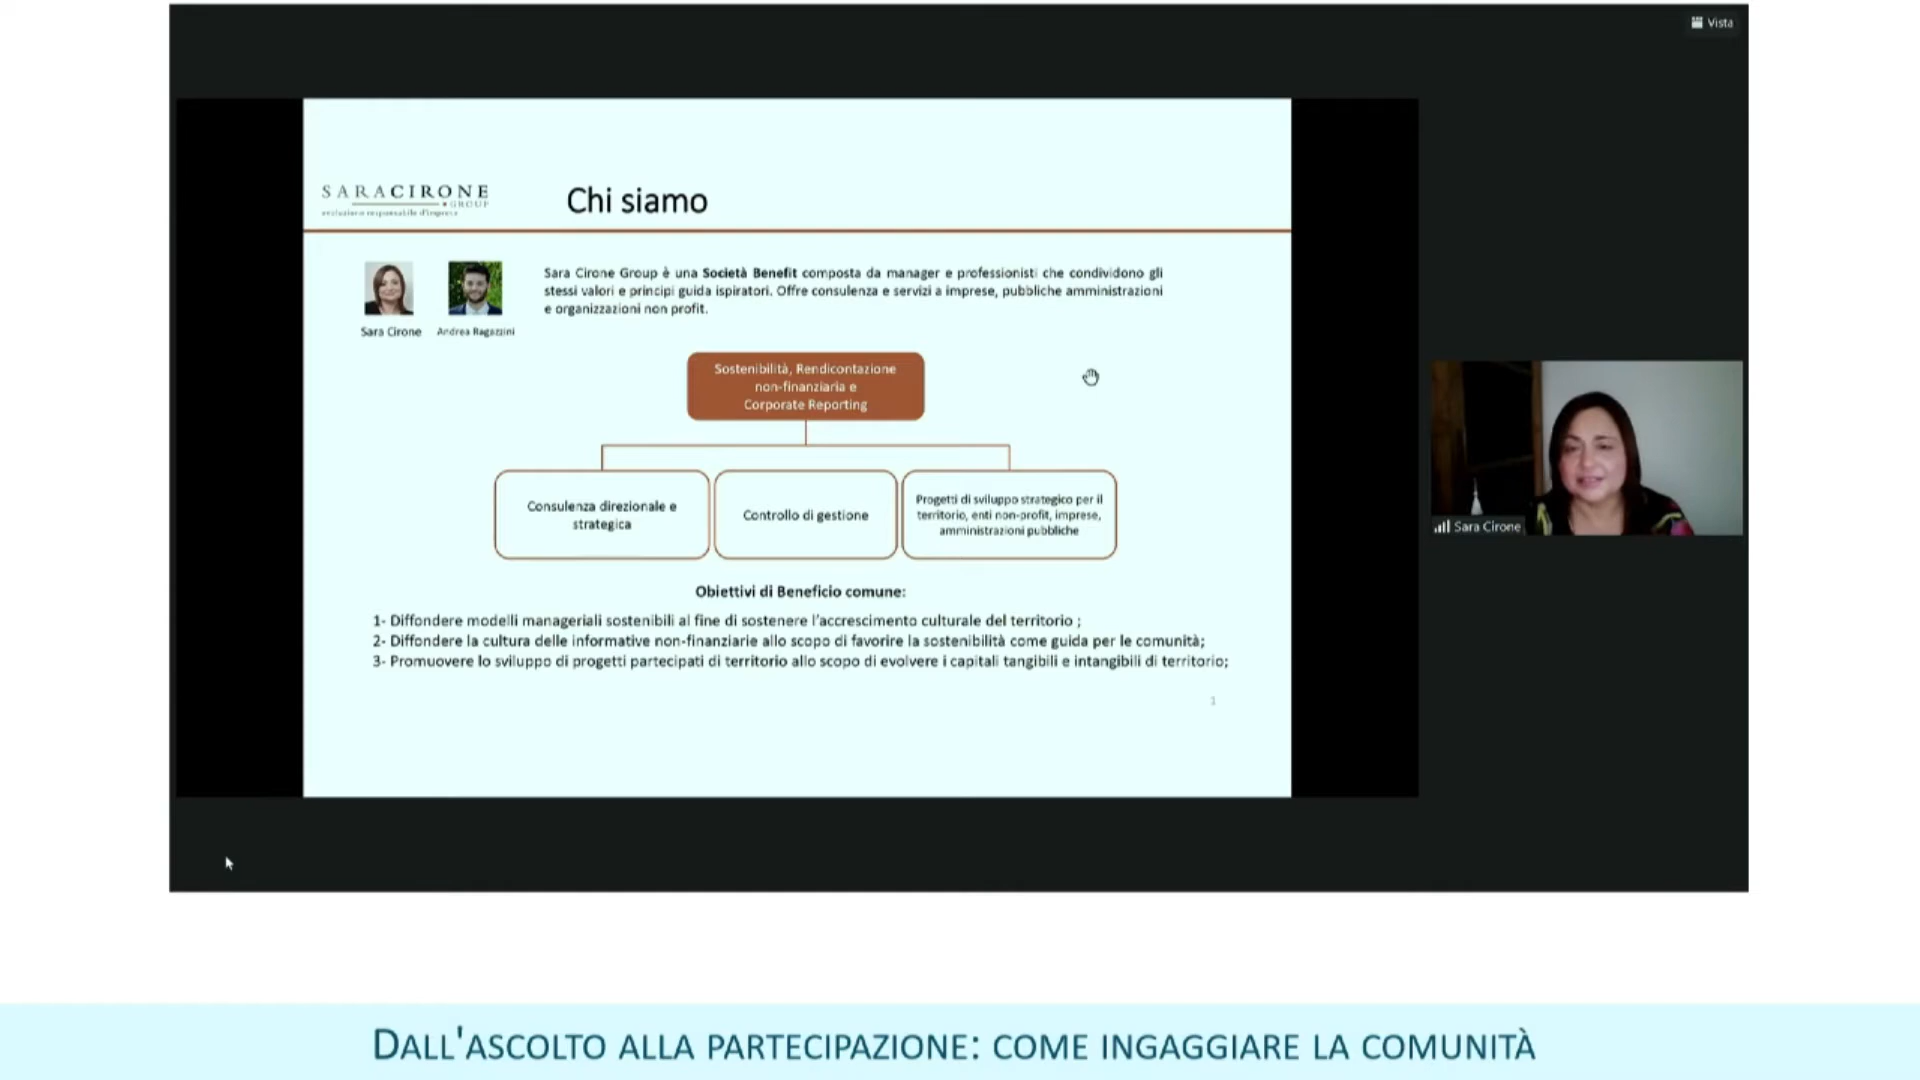 Vista
SARACIRONE
GROUP
evoluzione responsabile d'impresa
Chi siamo
Sara Cirone
Andrea Ragazzini
Sara Cirone Group è una Società Benefit composta da manager e professionisti che condividono gli
stessi valori e principi guida ispiratori. Offre consulenza e servizi a imprese, pubbliche amministrazioni
e organizzazioni non profit.
Sostenibilità, Rendicontazione
non-finanziaria e
Corporate Reporting
Consulenza direzionale e
strategica
Controllo di gestione
Progetti di sviluppo strategico per il
territorio, enti non-profit, imprese,
amministrazioni pubbliche
Obiettivi di Beneficio comune:
1- Diffondere modelli manageriali sostenibili al fine di sostenere l'accrescimento culturale del territorio ;
2- Diffondere la cultura delle informative non-finanziarie allo scopo di favorire la sostenibilità come guida per le comunità;
3- Promuovere lo sviluppo di progetti partecipati di territorio allo scopo di evolvere i capitali tangibili e intangibili di territorio;
1
Sara Cirone
DALL'ASCOLTO ALLA PARTECIPAZIONE: COME INGAGGIARE LA COMUNITÀ